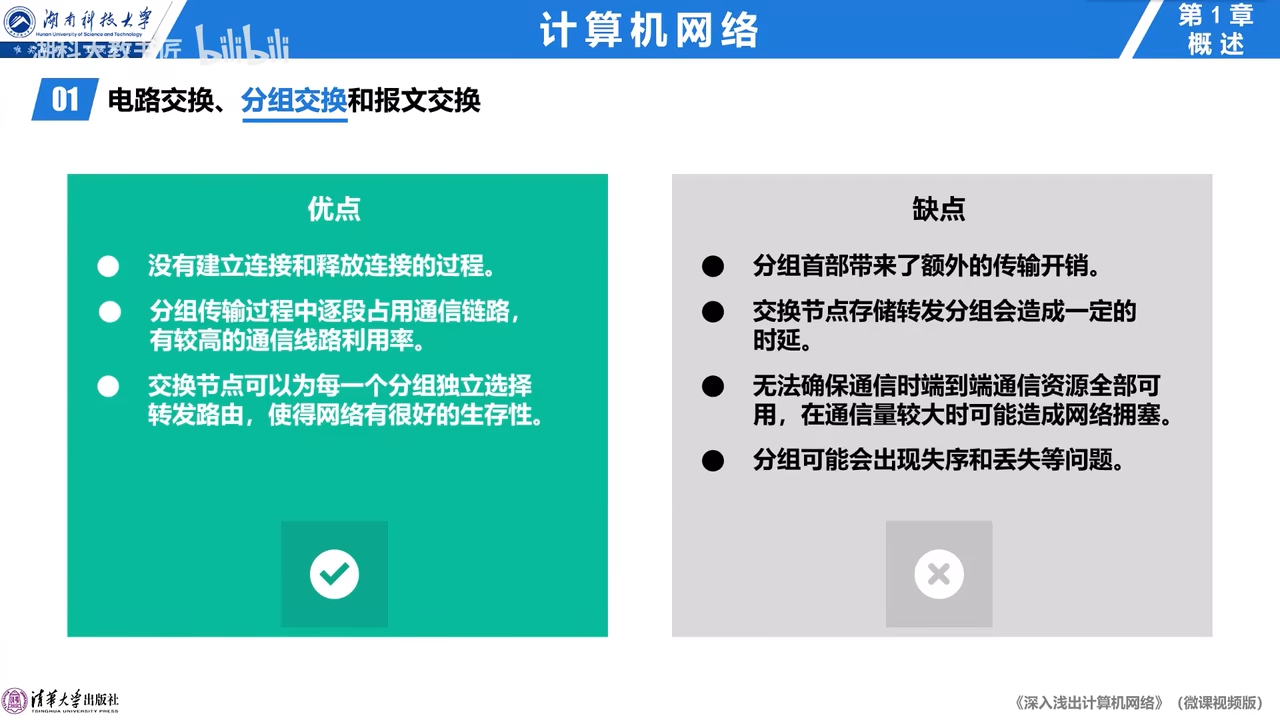 湖南科技大学
Hunan University of Science and Technology
湖科大教书匠 bilibili
计算机网络
第 1 章
概 述
01 电路交换、分组交换和报文交换
优点
没有建立连接和释放连接的过程。
分组传输过程中逐段占用通信链路，
有较高的通信线路利用率。
交换节点可以为每一个分组独立选择
转发路由，使得网络有很好的生存性。
缺点
分组首部带来了额外的传输开销。
交换节点存储转发分组会造成一定的
时延。
无法确保通信时端到端通信资源全部可
用，在通信量较大时可能造成网络拥塞。
分组可能会出现失序和丢失等问题。
清华大学出版社
TSINGHUA UNIVERSITY PRESS
《深入浅出计算机网络》（微课视频版）